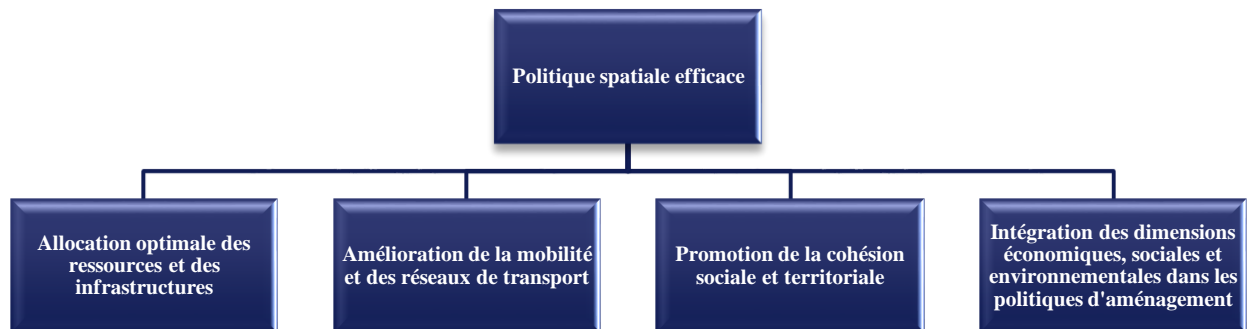 Politique spatiale efficace
Allocation optimale des
ressources et des
infrastructures
Amélioration de la mobilité
et des réseaux de transport
Promotion de la cohésion
sociale et territoriale
Intégration des dimensions
économiques, sociales et
environnementales dans les
politiques d'aménagement